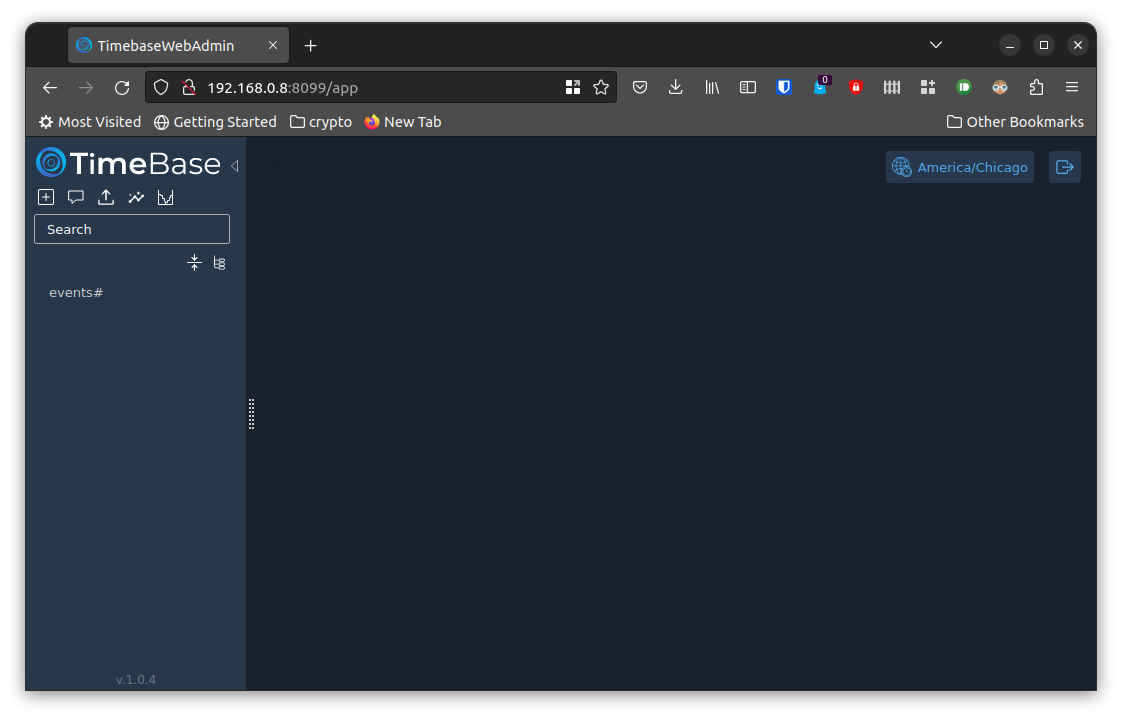 TimebaseWebAdmin
192.168.0.8:8099/app
0
Most Visited Getting Started crypto New Tab Other Bookmarks
TimeBase
America/Chicago
Search
events#
v.1.0.4